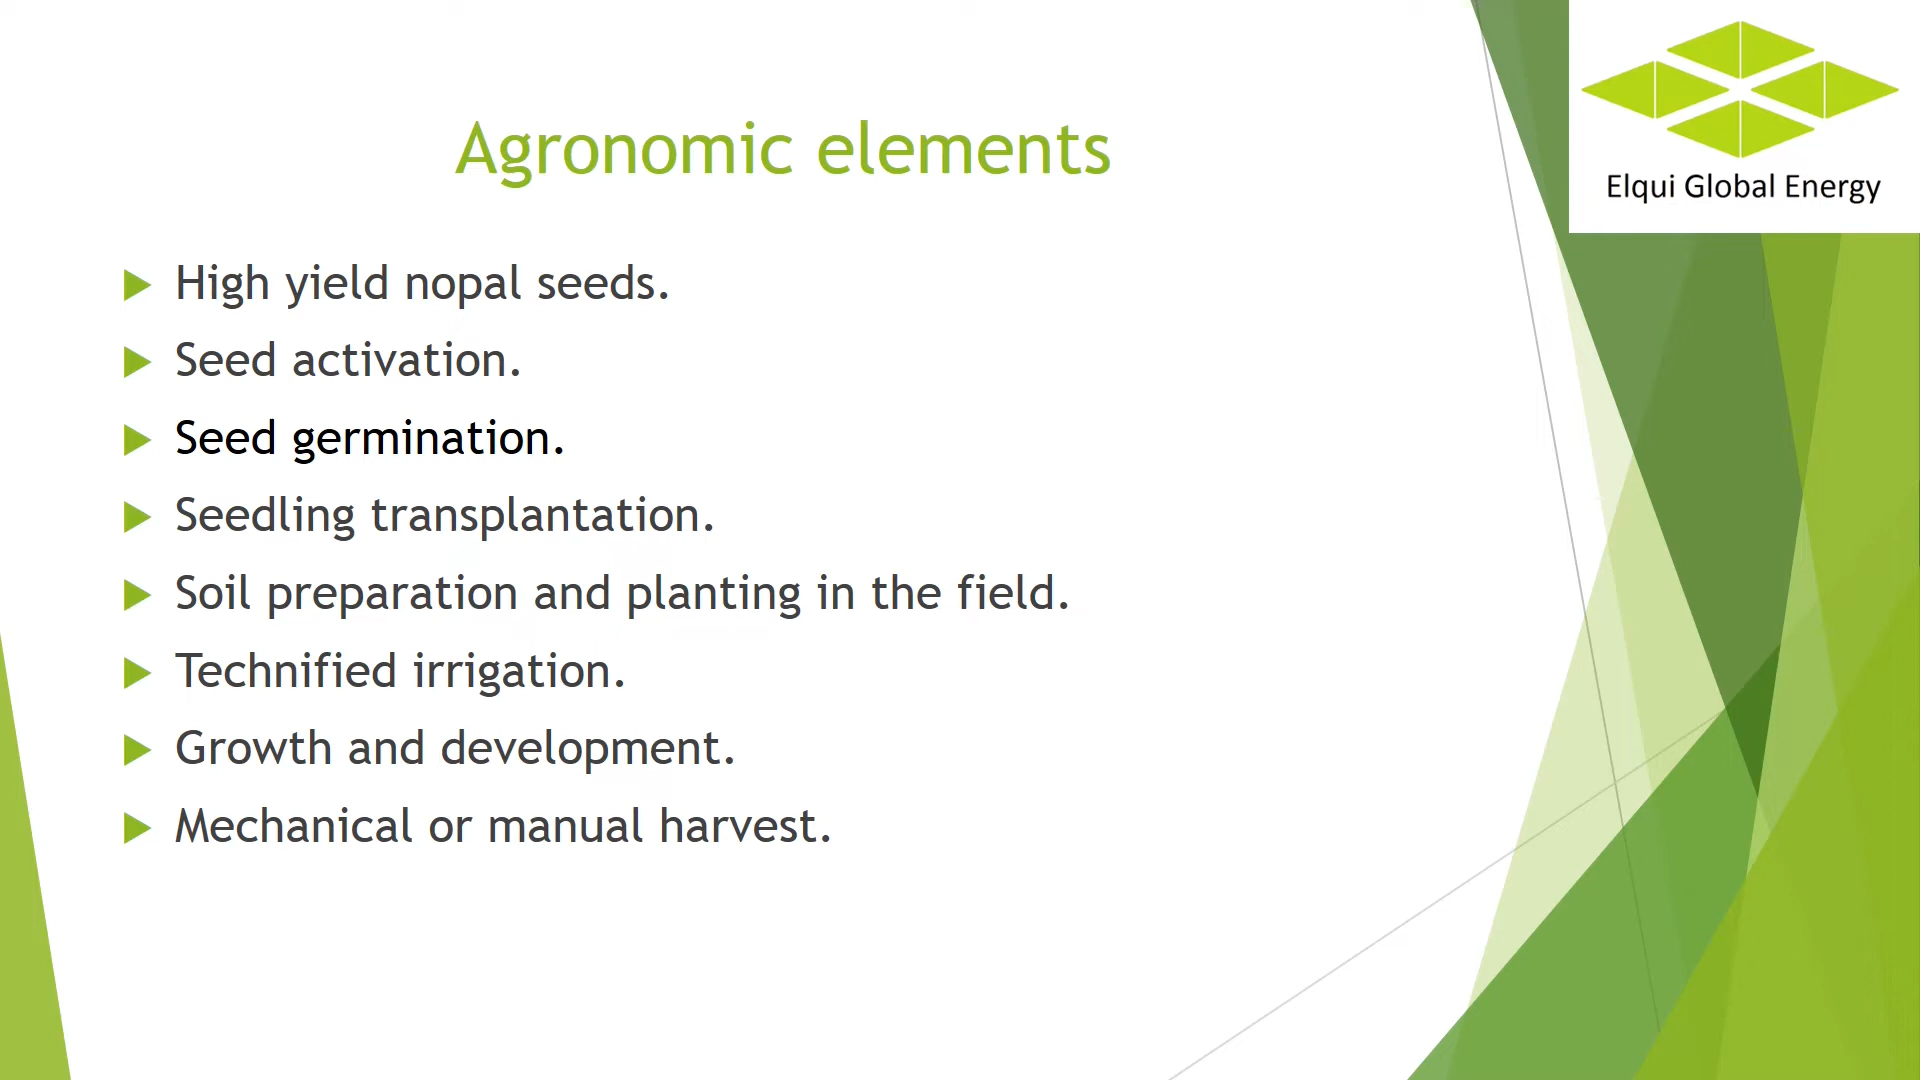 Elqui Global Energy
Agronomic elements
High yield nopal seeds.
Seed activation.
Seed germination.
Seedling transplantation.
Soil preparation and planting in the field.
Technified irrigation.
Growth and development.
Mechanical or manual harvest.